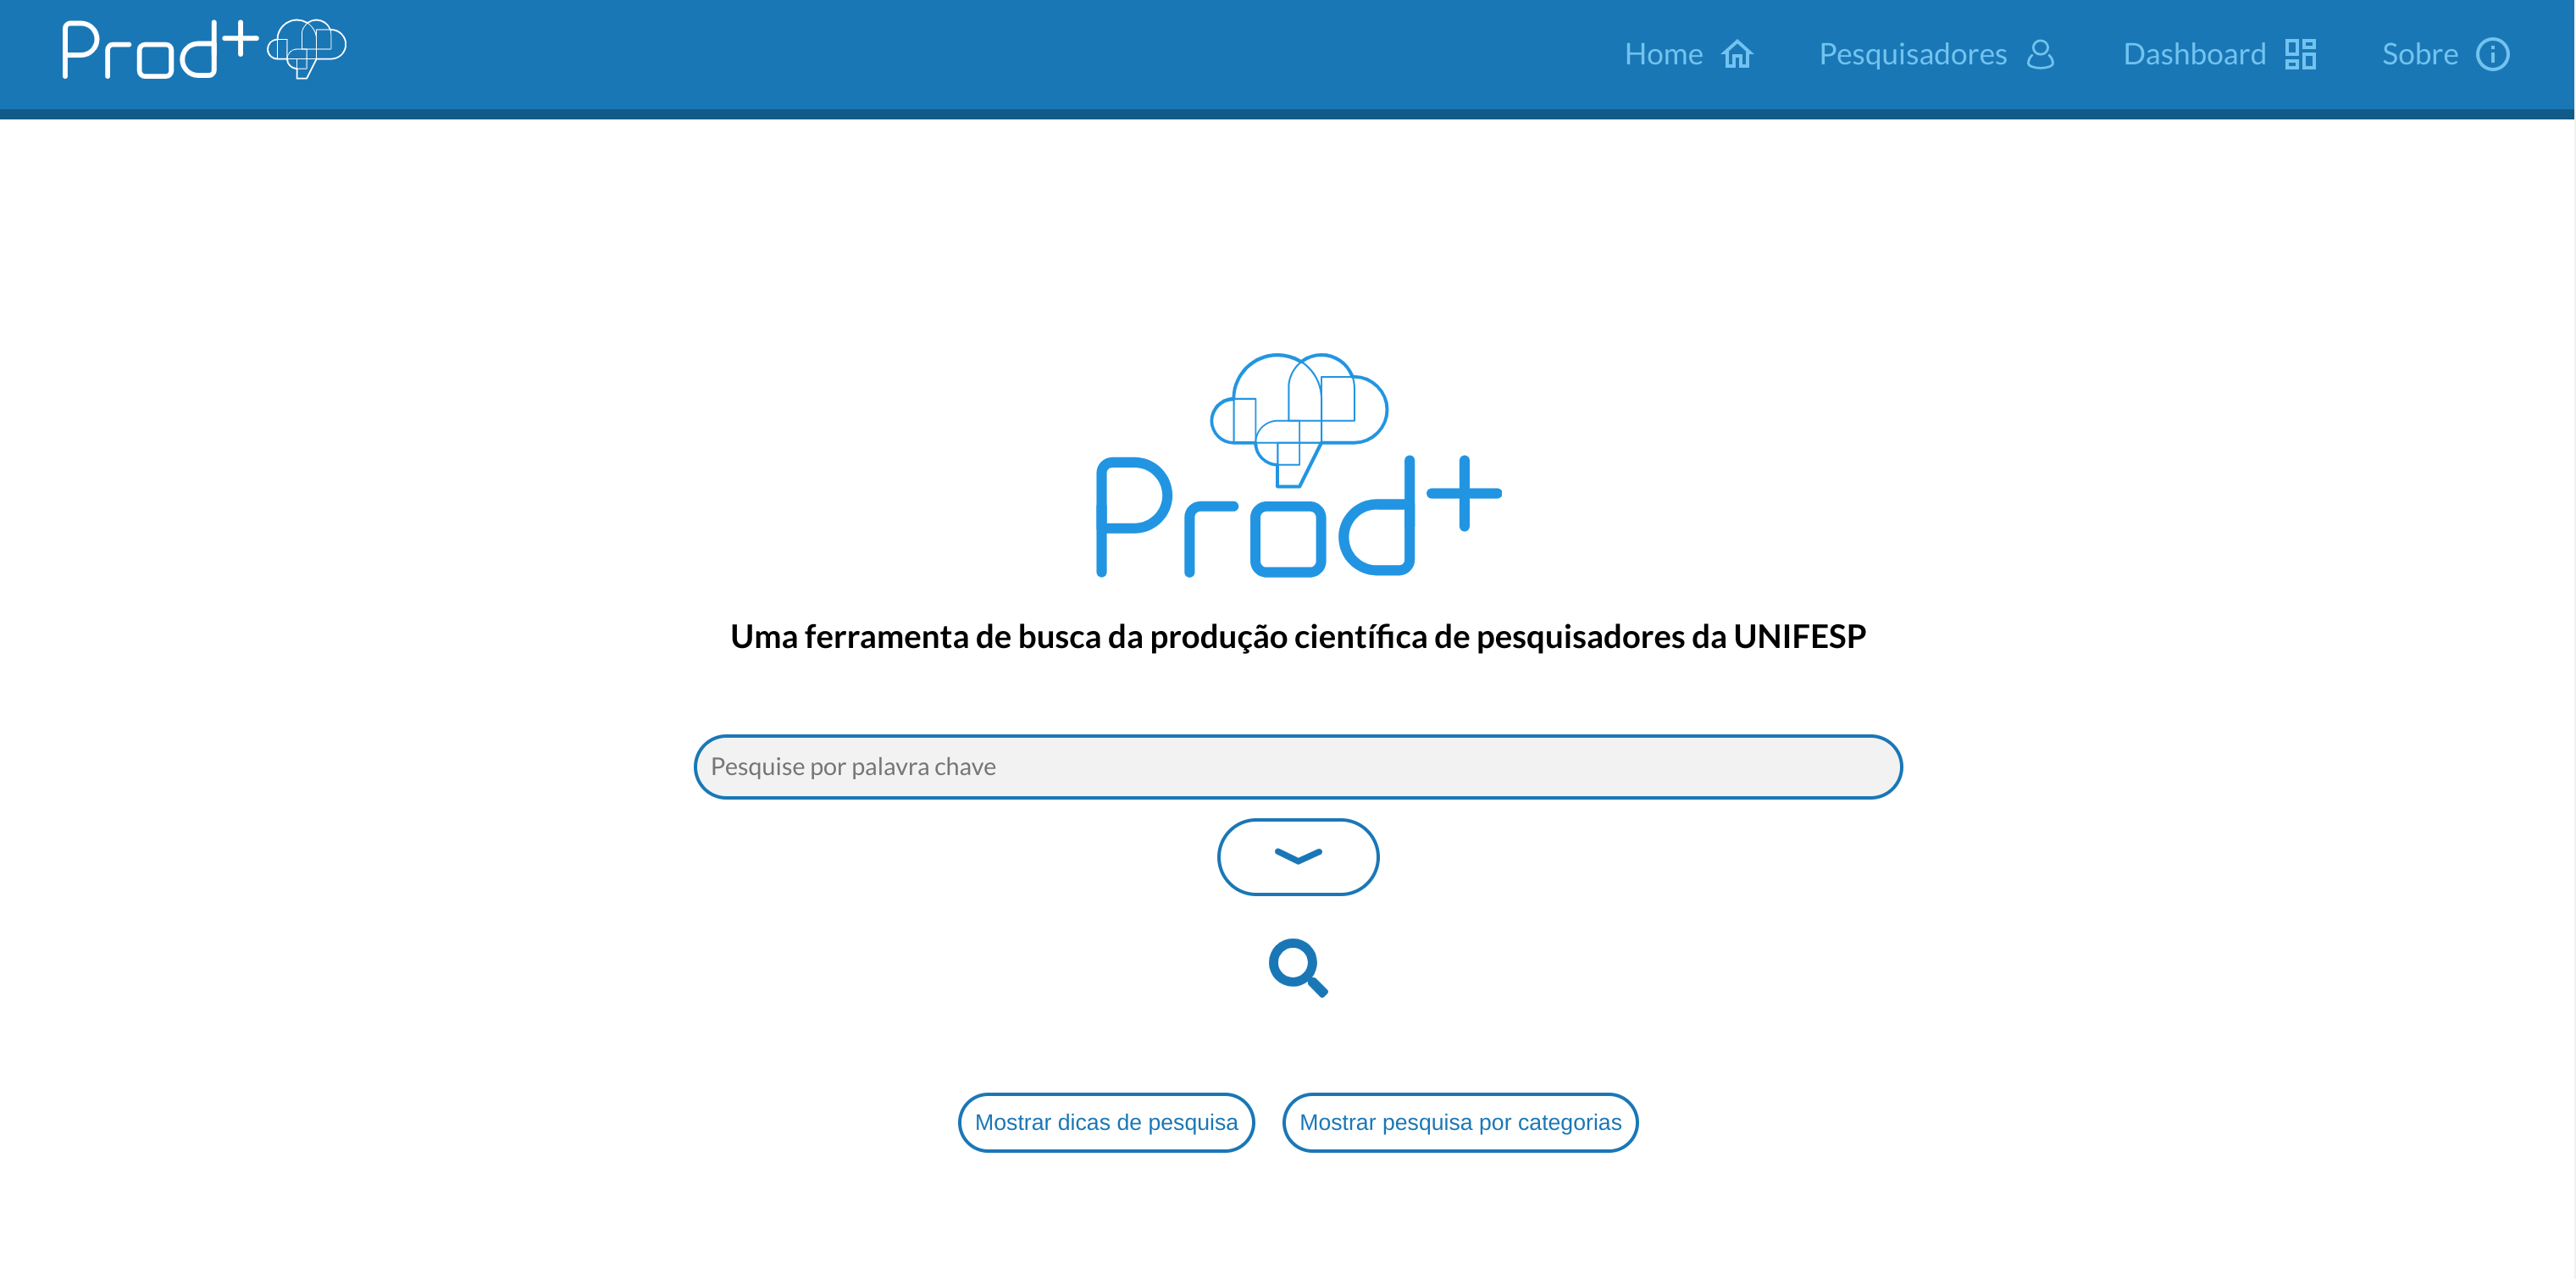 Prod+
Home
Pesquisadores
Dashboard
Sobre
Prod+
Uma ferramenta de busca da produção científica de pesquisadores da UNIFESP
Pesquise por palavra chave
Mostrar dicas de pesquisa
Mostrar pesquisa por categorias